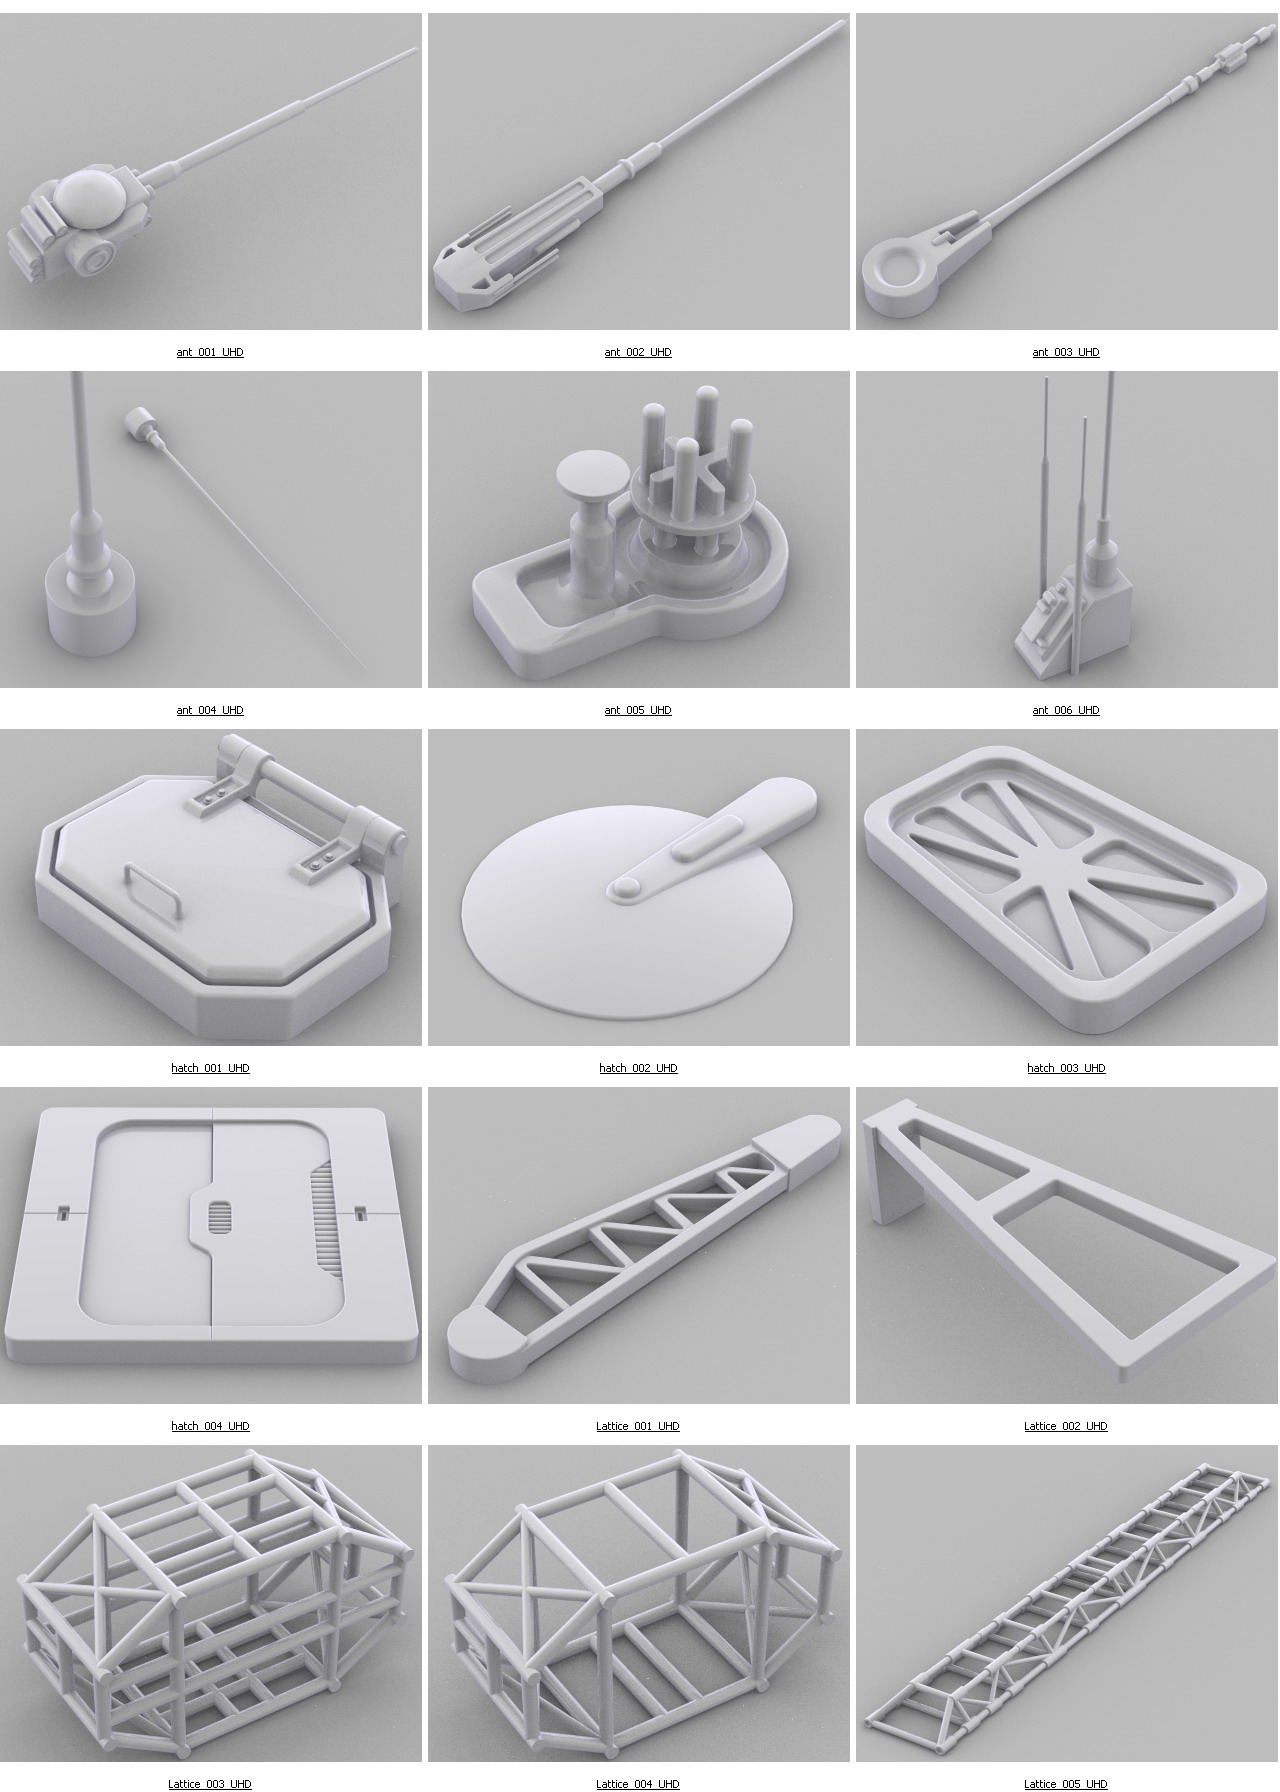 ant_001_UHD
ant_002_UHD
ant_003_UHD
ant_004_UHD
ant_005_UHD
ant_006_UHD
hatch_001_UHD
hatch_002_UHD
hatch_003_UHD
hatch_004_UHD
Lattice_001_UHD
Lattice_002_UHD
Lattice_003_UHD
Lattice_004_UHD
Lattice_005_UHD